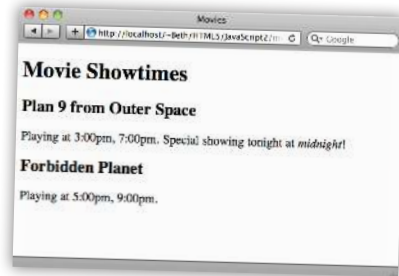 Movies
http://localhost/~Beth/HTML5/JavaScript2/m
Google
Movie Showtimes
Plan 9 from Outer Space
Playing at 3:00pm, 7:00pm. Special showing tonight at midnight!
Forbidden Planet
Playing at 5:00pm, 9:00pm.